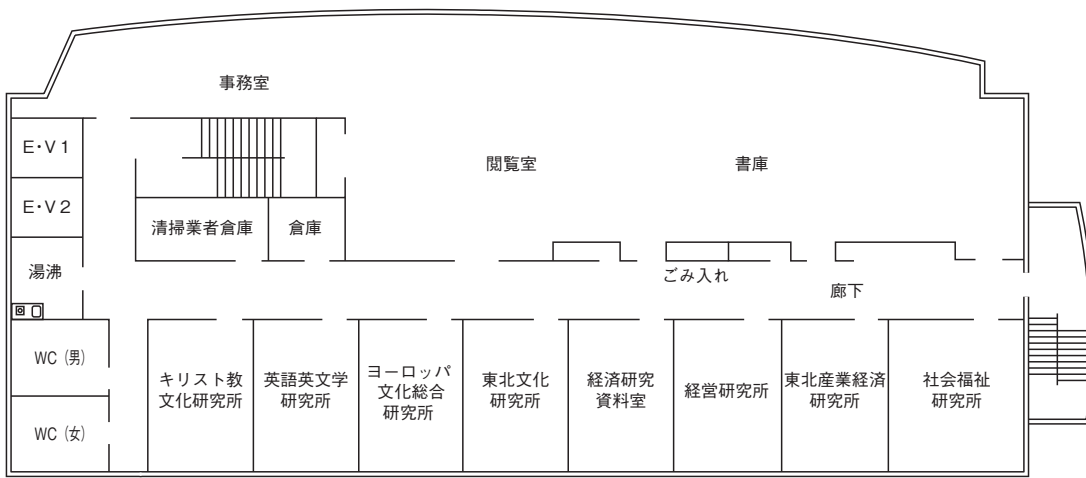 事務室
E・V1
閲覧室
書庫
E・V2
清掃業者倉庫
倉庫
湯沸
ごみ入れ
廊下
WC（男）
キリスト教
文化研究所
英語英文学
研究所
ヨーロッパ
文化総合
研究所
東北文化
研究所
経済研究
資料室
経営研究所
東北産業経済
研究所
社会福祉
研究所
WC（女）